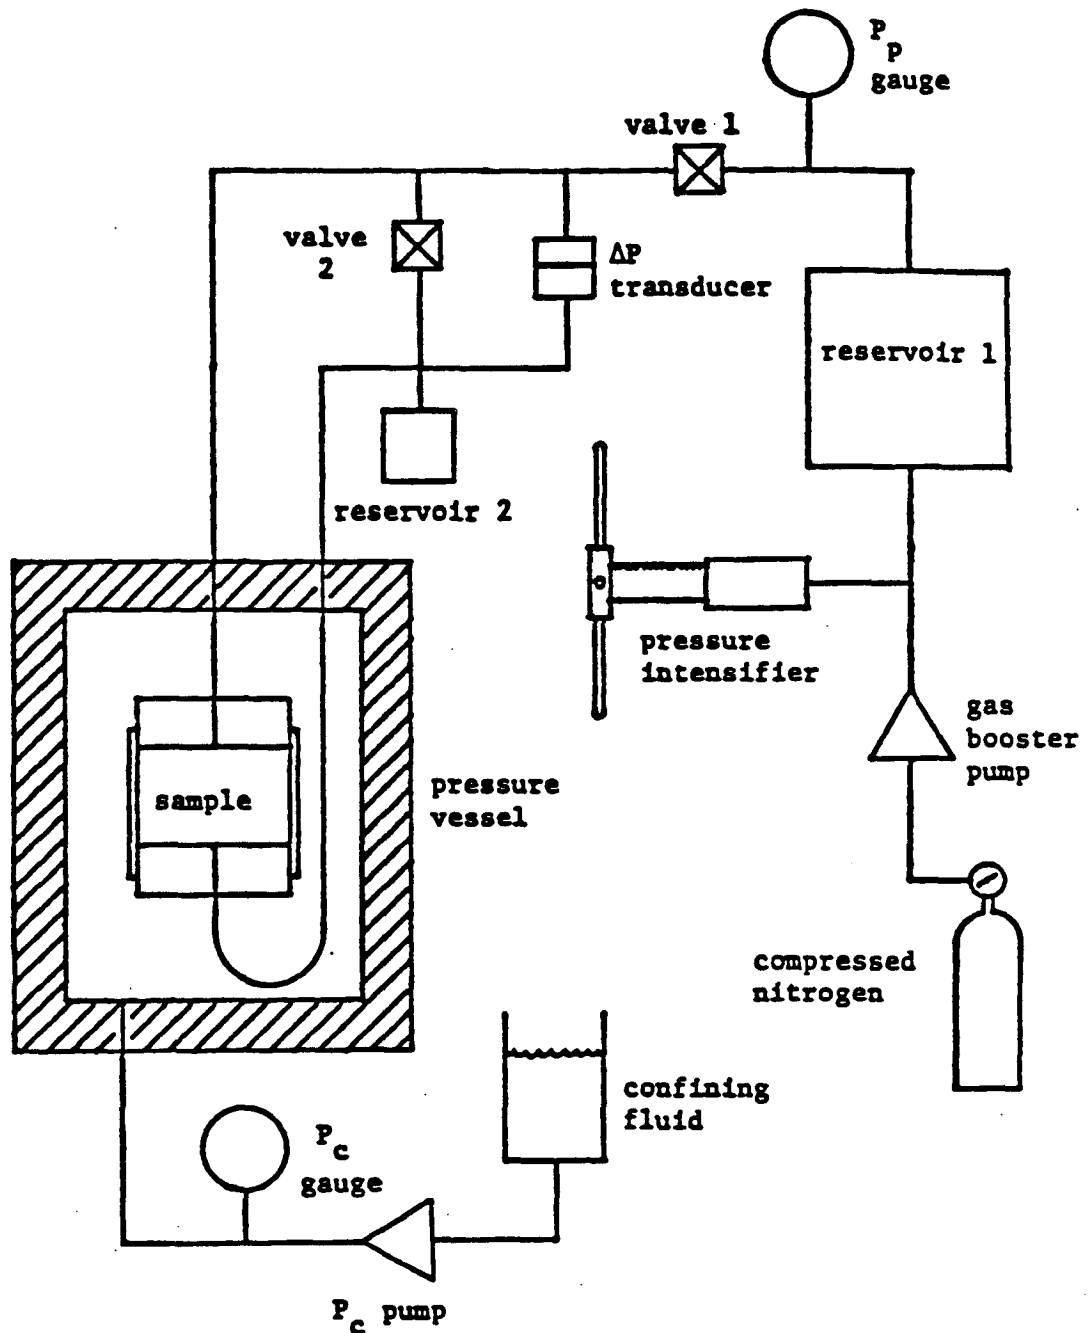 P
p
gauge
valve 1
valve
2
ΔP
transducer
reservoir 1
reservoir 2
pressure
intensifier
gas
booster
pump
sample
pressure
vessel
compressed
nitrogen
confining
fluid
P
c
gauge
P
c pump